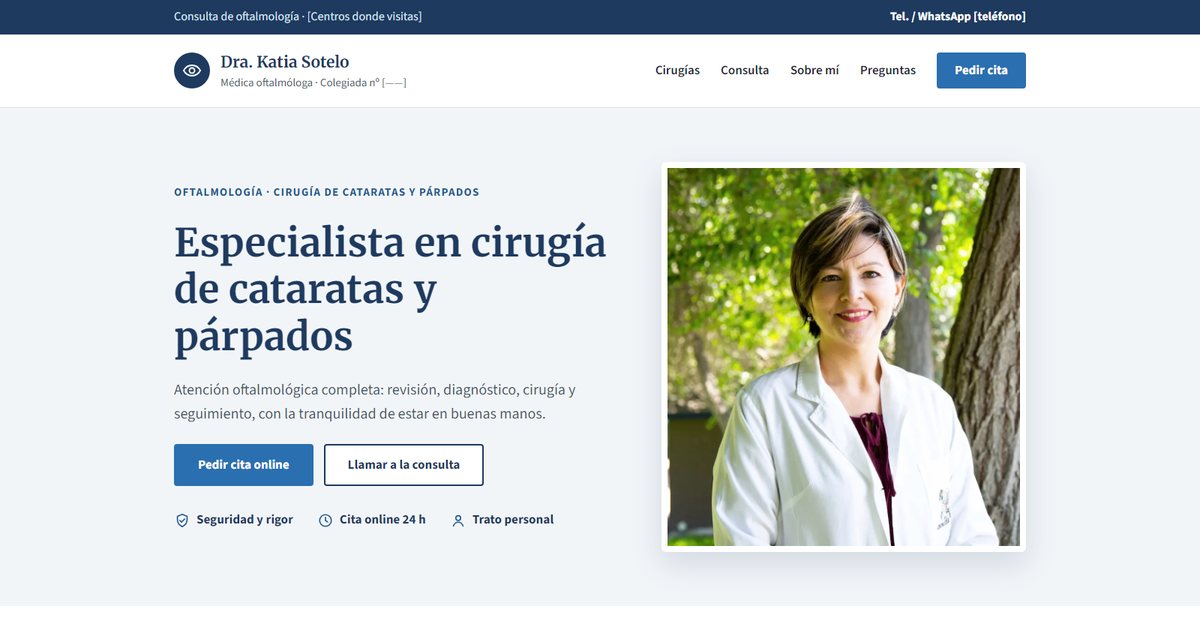 Consulta de oftalmología · [Centros donde visitas]
Tel. / WhatsApp [teléfono]
Dra. Katia Sotelo
Médica oftalmóloga · Colegiada nº [——]
Cirugías
Consulta
Sobre mí
Preguntas
Pedir cita
OFTALMOLOGÍA · CIRUGÍA DE CATARATAS Y PÁRPADOS
Especialista en cirugía
de cataratas y
párpados
Atención oftalmológica completa: revisión, diagnóstico, cirugía y
seguimiento, con la tranquilidad de estar en buenas manos.
Pedir cita online
Llamar a la consulta
Seguridad y rigor
Cita online 24 h
Trato personal